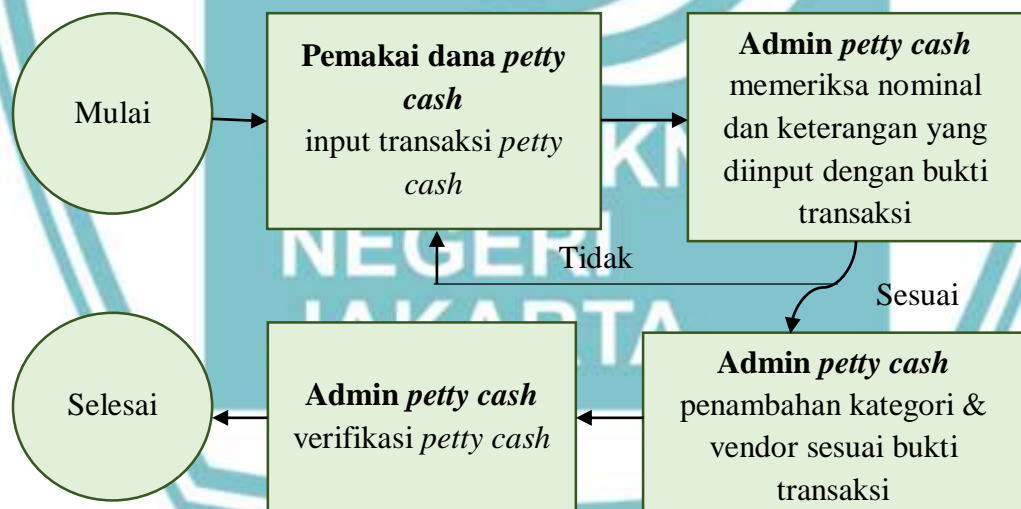 Mulai
Pemakai dana petty
cash
input transaksi petty
cash
Admin petty cash
memeriksa nominal
dan keterangan yang
diinput dengan bukti
transaksi
Tidak
Sesuai
Admin petty cash
penambahan kategori &
vendor sesuai bukti
transaksi
Admin petty cash
verifikasi petty cash
Selesai
NEGERI
JAKARTA